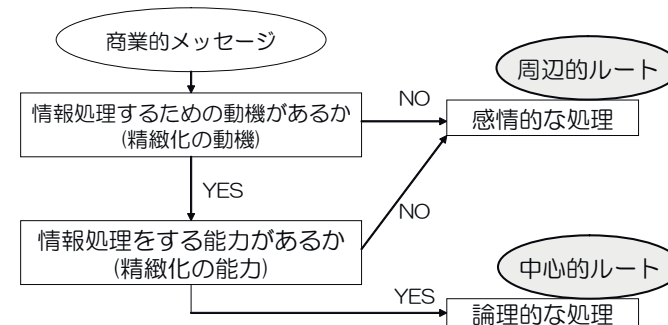 商業的メッセージ
周辺的ルート
情報処理するための動機があるか
(精緻化の動機)
NO
感情的な処理
YES
NO
情報処理をする能力があるか
(精緻化の能力)
中心的ルート
YES
論理的な処理